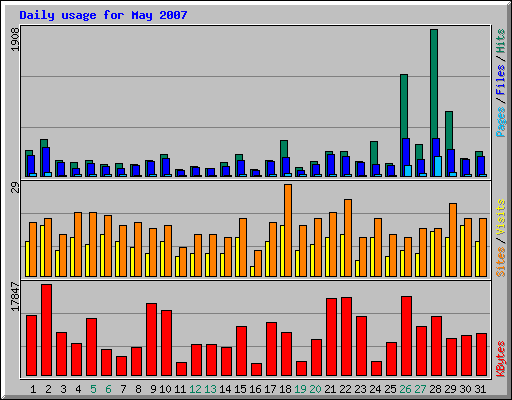 Daily usage for May 2007
1908
Pages / Files / Hits
29
Sites / Visits
17847
KBytes
1 2 3 4 5 6 7 8 9 10 11 12 13 14 15 16 17 18 19 20 21 22 23 24 25 26 27 28 29 30 31